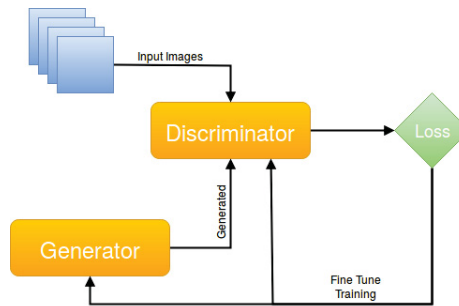 Input Images
Discriminator
Loss
Generated
Generator
Fine Tune
Training